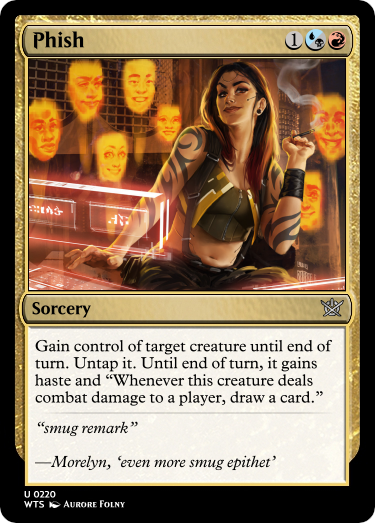 Phish 1
Sorcery
Gain control of target creature until end of
turn. Untap it. Until end of turn, it gains
haste and “Whenever this creature deals
combat damage to a player, draw a card.”
“smug remark”
—Morelyn, ‘even more smug epithet’
U 0220
WTS Aurore Folny